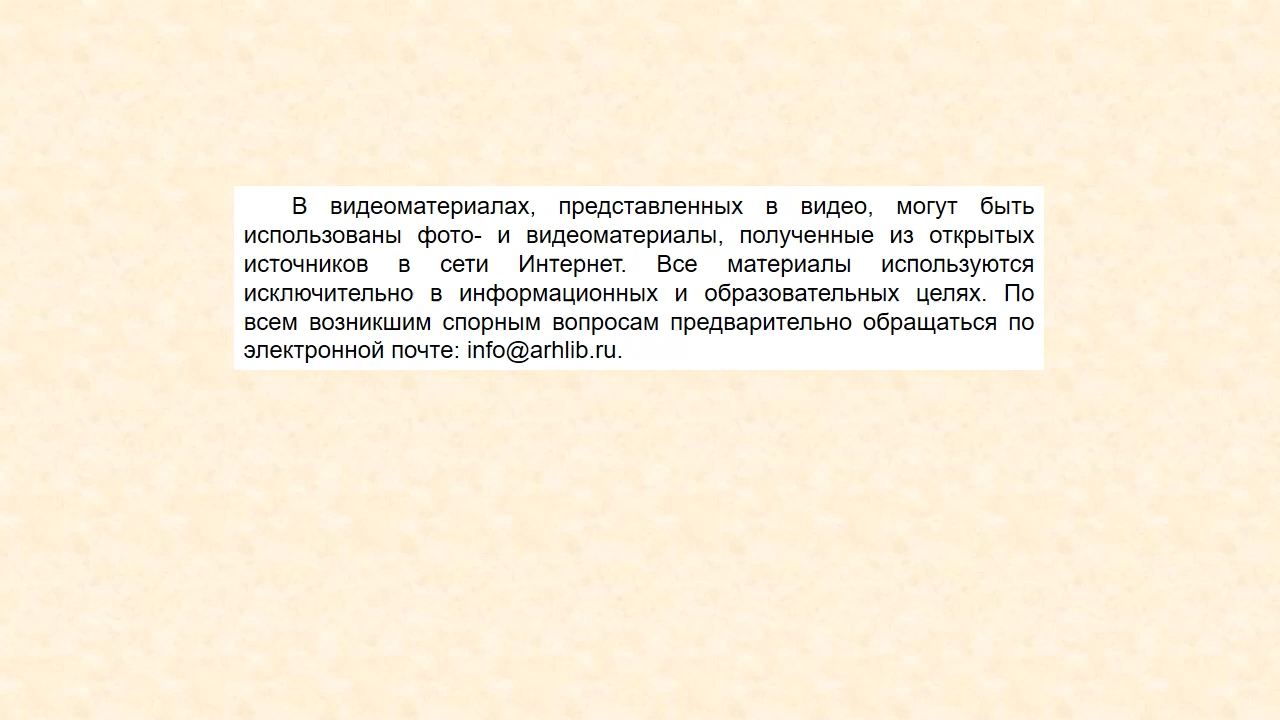 В видеоматериалах, представленных в видео, могут быть
использованы фото- и видеоматериалы, полученные из открытых
источников в сети Интернет. Все материалы используются
исключительно в информационных и образовательных целях. По
всем возникшим спорным вопросам предварительно обращаться по
электронной почте: info@arhlib.ru.